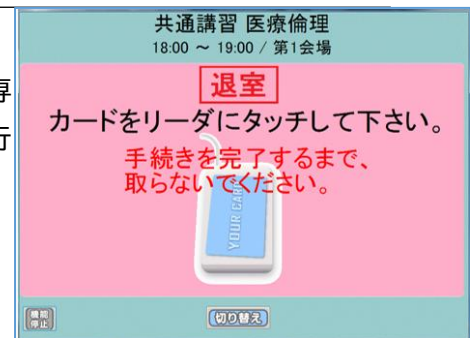 共通講習 医療倫理
18:00 ～ 19:00 / 第1会場
退室
カードをリーダにタッチして下さい。
手続きを完了するまで、
取らないでください。
YOUR CARD
機能
停止
切り替え